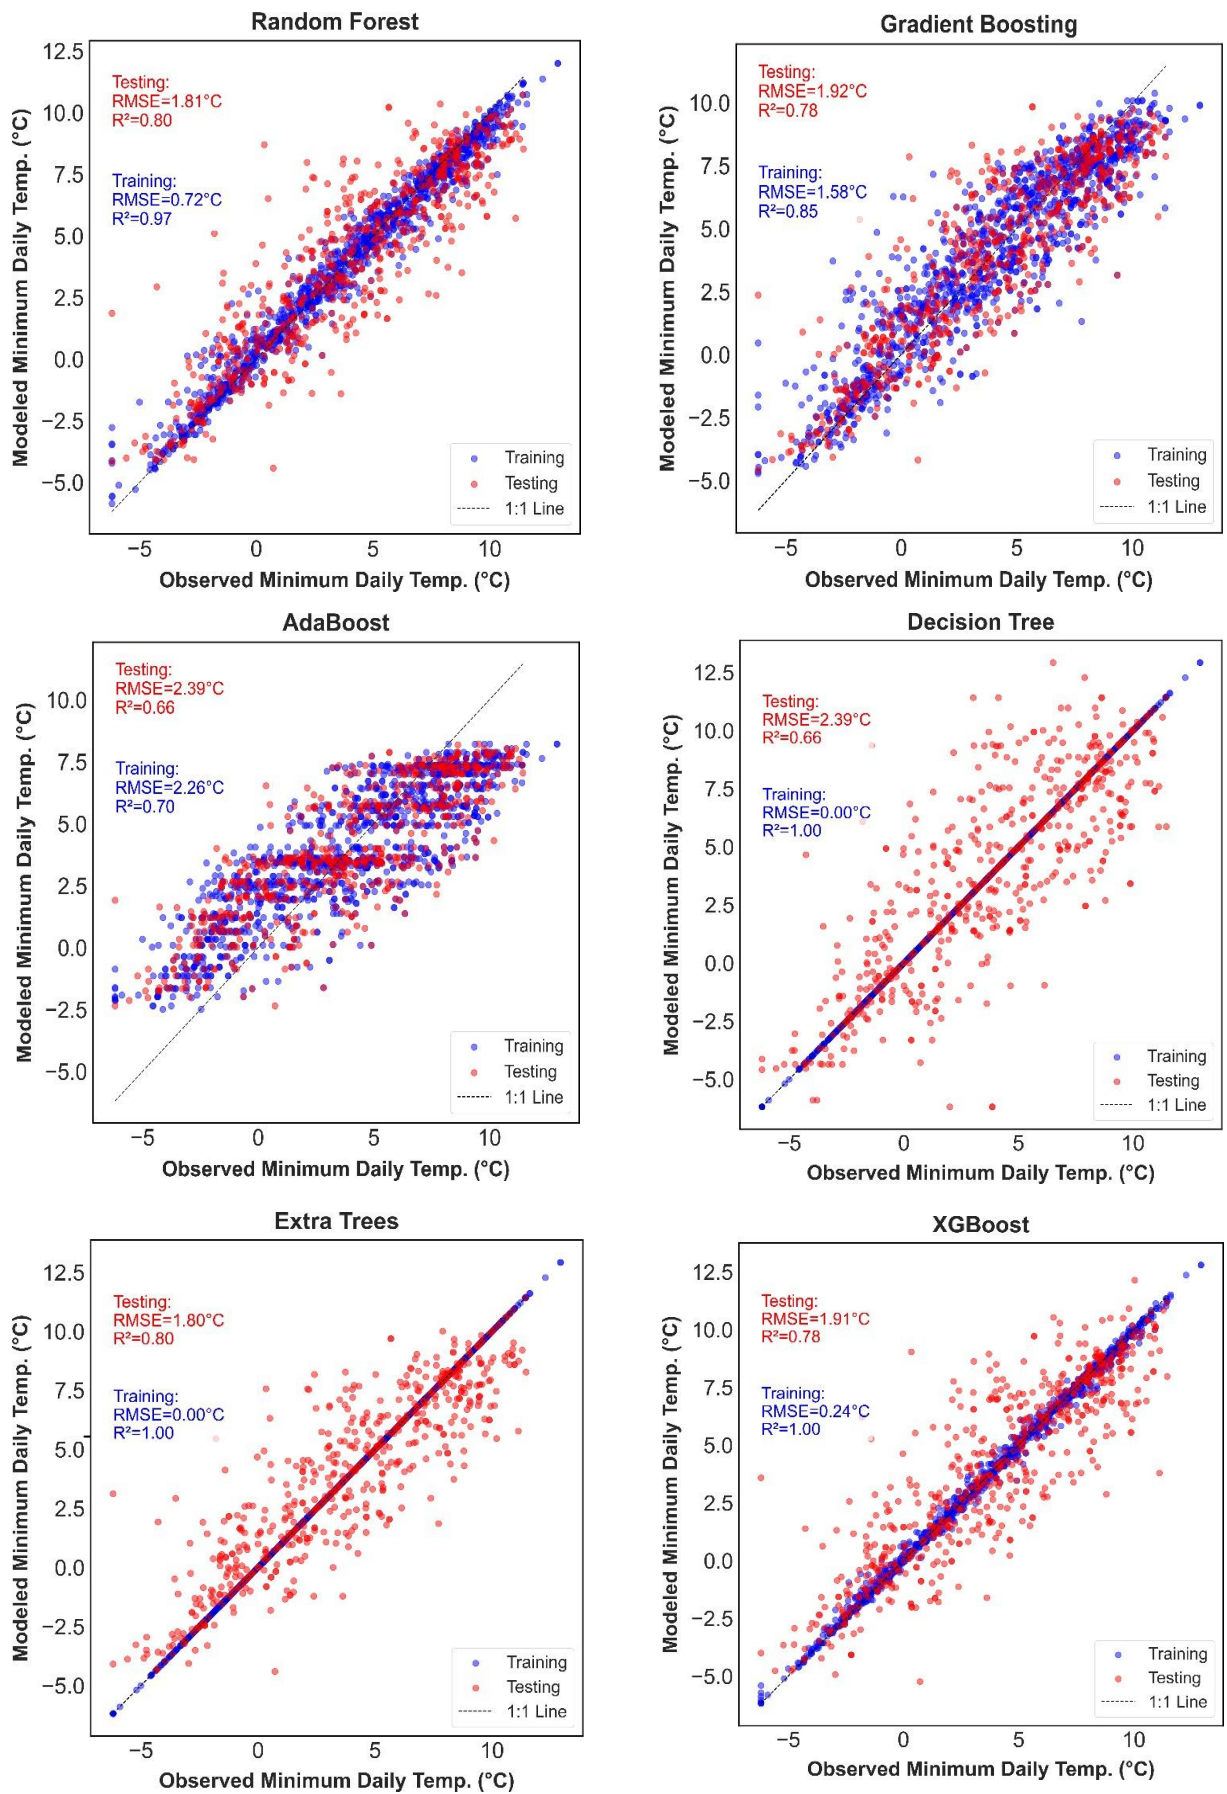 Random Forest
Modeled Minimum Daily Temp. (°C)
12.5
10.0
7.5
5.0
2.5
0.0
−2.5
−5.0
Testing:
RMSE=1.81°C
R²=0.80
Training:
RMSE=0.72°C
R²=0.97
Training
Testing
1:1 Line
−5 0 5 10
Observed Minimum Daily Temp. (°C)
Gradient Boosting
Modeled Minimum Daily Temp. (°C)
10.0
7.5
5.0
2.5
0.0
−2.5
−5.0
Testing:
RMSE=1.92°C
R²=0.78
Training:
RMSE=1.58°C
R²=0.85
Training
Testing
1:1 Line
−5 0 5 10
Observed Minimum Daily Temp. (°C)
AdaBoost
Modeled Minimum Daily Temp. (°C)
10.0
7.5
5.0
2.5
0.0
−2.5
−5.0
Testing:
RMSE=2.39°C
R²=0.66
Training:
RMSE=2.26°C
R²=0.70
Training
Testing
1:1 Line
−5 0 5 10
Observed Minimum Daily Temp. (°C)
Decision Tree
Modeled Minimum Daily Temp. (°C)
12.5
10.0
7.5
5.0
2.5
0.0
−2.5
−5.0
Testing:
RMSE=2.39°C
R²=0.66
Training:
RMSE=0.00°C
R²=1.00
Training
Testing
1:1 Line
−5 0 5 10
Observed Minimum Daily Temp. (°C)
Extra Trees
Modeled Minimum Daily Temp. (°C)
12.5
10.0
7.5
5.0
2.5
0.0
−2.5
−5.0
Testing:
RMSE=1.80°C
R²=0.80
Training:
RMSE=0.00°C
R²=1.00
Training
Testing
1:1 Line
−5 0 5 10
Observed Minimum Daily Temp. (°C)
XGBoost
Modeled Minimum Daily Temp. (°C)
12.5
10.0
7.5
5.0
2.5
0.0
−2.5
−5.0
Testing:
RMSE=1.91°C
R²=0.78
Training:
RMSE=0.24°C
R²=1.00
Training
Testing
1:1 Line
−5 0 5 10
Observed Minimum Daily Temp. (°C)